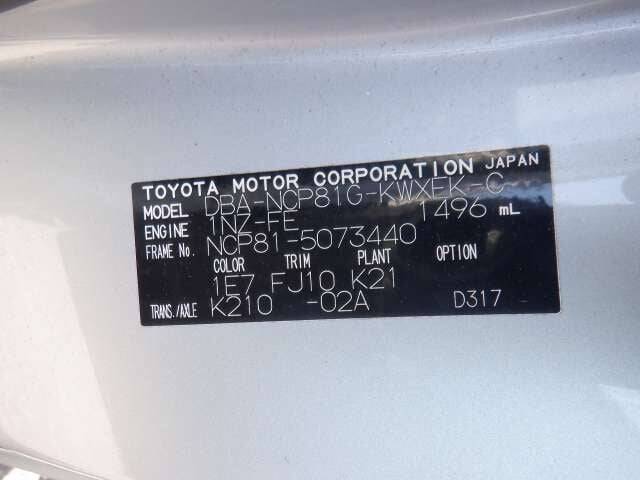 TOYOTA MOTOR CORPORATION JAPAN
MODEL DBA-NCP81G-KWXFK-C
ENGINE 1NZ-FE 1496 mL
FRAME No. NCP81-5073440
COLOR TRIM PLANT OPTION
1E7 FJ10 K21
TRANS./AXLE K210 -02A D317